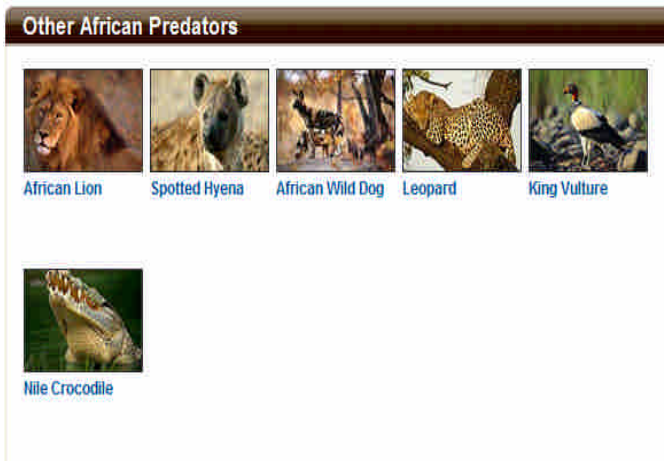 Other African Predators
African Lion
Spotted Hyena
African Wild Dog
Leopard
King Vulture
Nile Crocodile